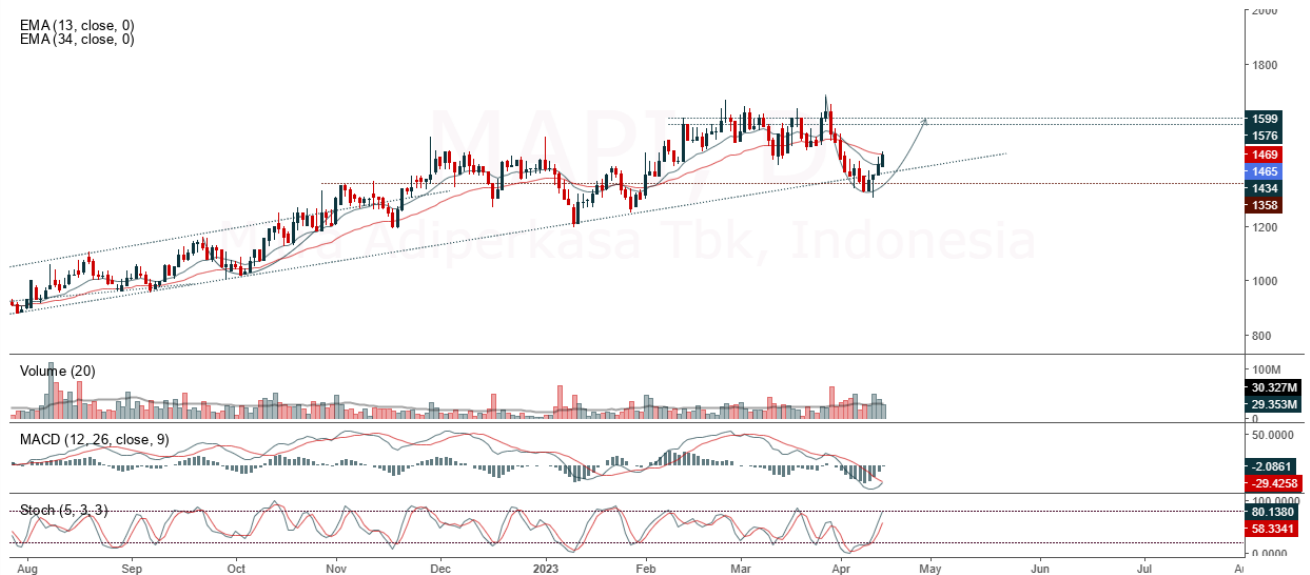 EMA (13, close, 0)
EMA (34, close, 0)
MAPI, D
Mitra Adiperkasa Tbk., Indonesia
2000
1800
1599
1576
1469
1465
1434
1358
1200
1000
800
Volume (20)
100M
30.327M
29.353M
0
MACD (12, 26, close, 9)
50.0000
-2.0861
-29.4258
Stoch (5, 3, 3)
100.0000
80.1380
58.3341
0.0000
Aug Sep Oct Nov Dec 2023 Feb Mar Apr May Jun Jul